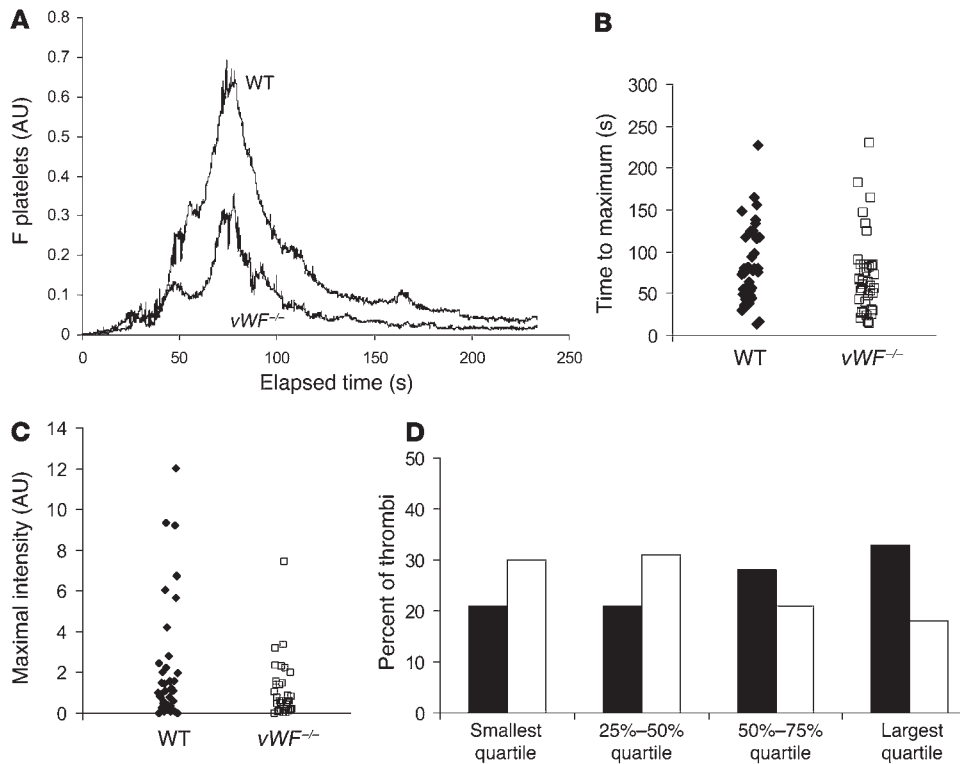 A
F platelets (AU)
0.8
0.7
0.6
0.5
0.4
0.3
0.2
0.1
0
WT
vWF−/−
0 50 100 150 200 250
Elapsed time (s)
B
Time to maximum (s)
300
250
200
150
100
50
0
WT vWF−/−
C
Maximal intensity (AU)
14
12
10
8
6
4
2
0
WT vWF−/−
D
Percent of thrombi
50
40
30
20
10
0
Smallest quartile
25%–50% quartile
50%–75% quartile
Largest quartile